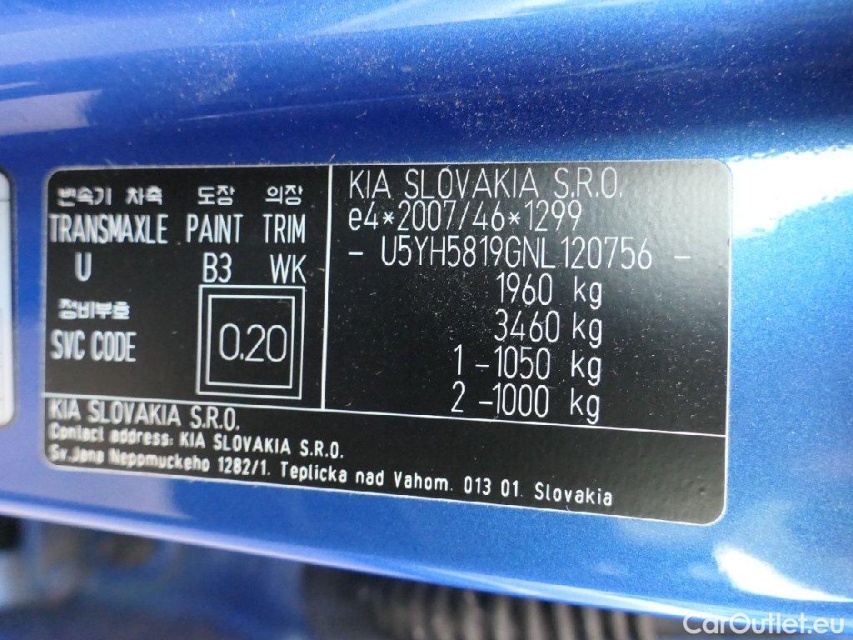 변속기 차축 도장 의장
TRANSMAXLE PAINT TRIM
U B3 WK
정비부호
SVC CODE
0.20
KIA SLOVAKIA S.R.O.
e4*2007/46*1299
- U5YH5819GNL120756 -
1960 kg
3460 kg
1 -1050 kg
2 -1000 kg
KIA SLOVAKIA S.R.O.
Contact address: KIA SLOVAKIA S.R.O.
Sv.Jana Nepomuckeho 1282/1. Teplicka nad Vahom. 013 01. Slovakia
CarOutlet.eu